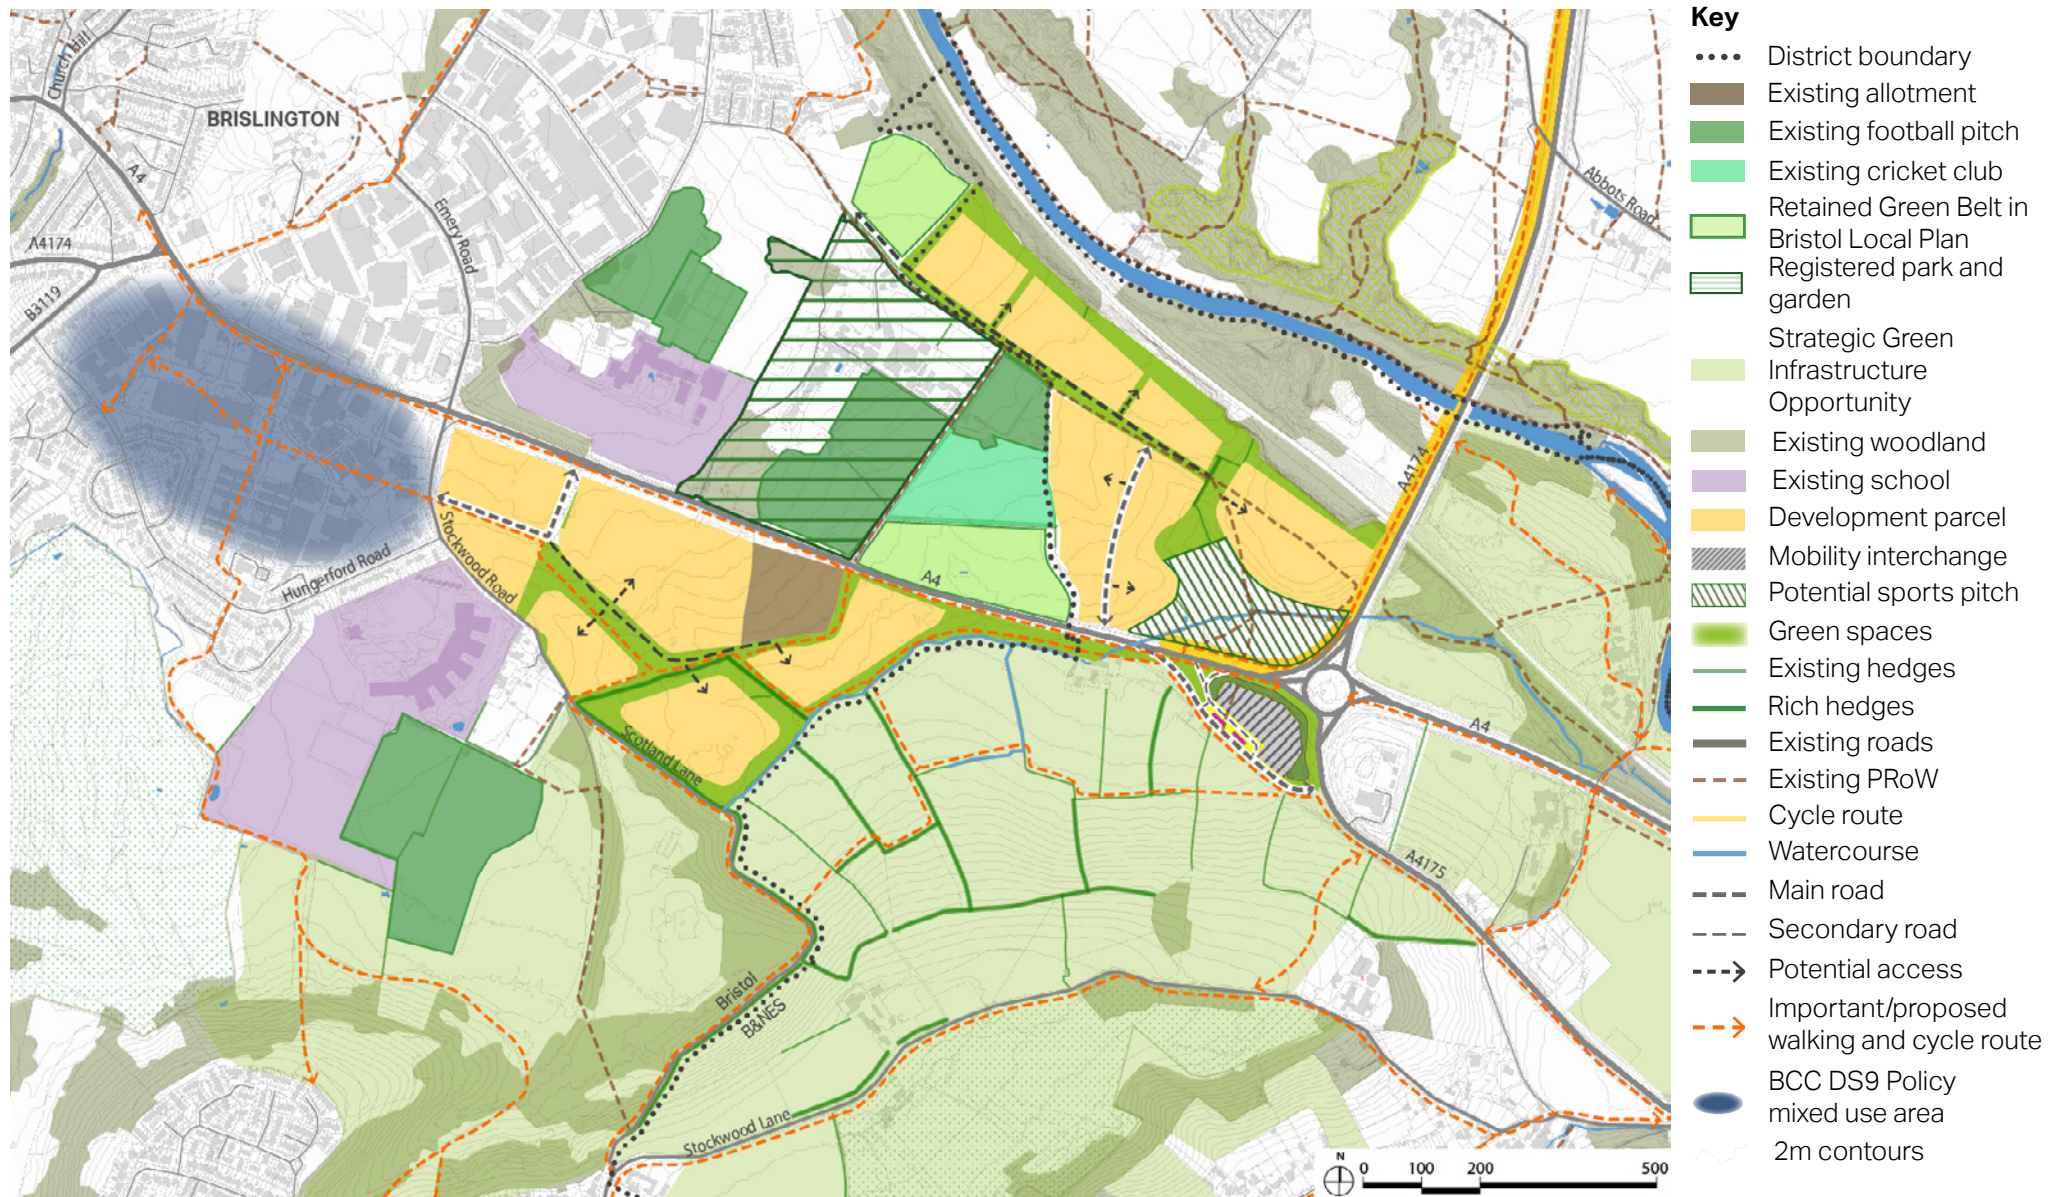 Church Hill
BRISLINGTON
A4
Emery Road
A4174
B3119
Abbots Road
A4174
Stockwood Road
Hungerford Road
A4
Scotland Lane
A4
A4175
Bristol
B&NES
Stockwood Lane
N
0 100 200 500
Key
District boundary
Existing allotment
Existing football pitch
Existing cricket club
Retained Green Belt in
Bristol Local Plan
Registered park and
garden
Strategic Green
Infrastructure
Opportunity
Existing woodland
Existing school
Development parcel
Mobility interchange
Potential sports pitch
Green spaces
Existing hedges
Rich hedges
Existing roads
Existing PRoW
Cycle route
Watercourse
Main road
Secondary road
Potential access
Important/proposed
walking and cycle route
BCC DS9 Policy
mixed use area
2m contours